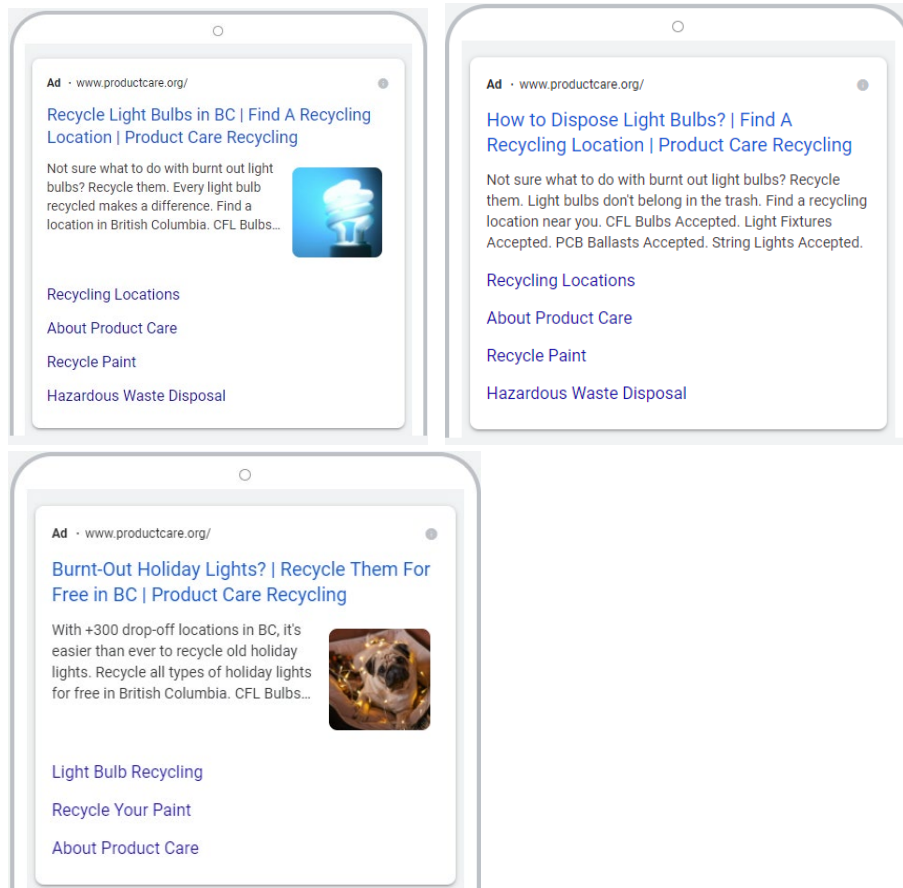 Ad · www.productcare.org/
Recycle Light Bulbs in BC | Find A Recycling
Location | Product Care Recycling
Not sure what to do with burnt out light
bulbs? Recycle them. Every light bulb
recycled makes a difference. Find a
location in British Columbia. CFL Bulbs...
Recycling Locations
About Product Care
Recycle Paint
Hazardous Waste Disposal
Ad · www.productcare.org/
How to Dispose Light Bulbs? | Find A
Recycling Location | Product Care Recycling
Not sure what to do with burnt out light bulbs? Recycle
them. Light bulbs don't belong in the trash. Find a recycling
location near you. CFL Bulbs Accepted. Light Fixtures
Accepted. PCB Ballasts Accepted. String Lights Accepted.
Recycling Locations
About Product Care
Recycle Paint
Hazardous Waste Disposal
Ad · www.productcare.org/
Burnt-Out Holiday Lights? | Recycle Them For
Free in BC | Product Care Recycling
With +300 drop-off locations in BC, it's
easier than ever to recycle old holiday
lights. Recycle all types of holiday lights
for free in British Columbia. CFL Bulbs...
Light Bulb Recycling
Recycle Your Paint
About Product Care